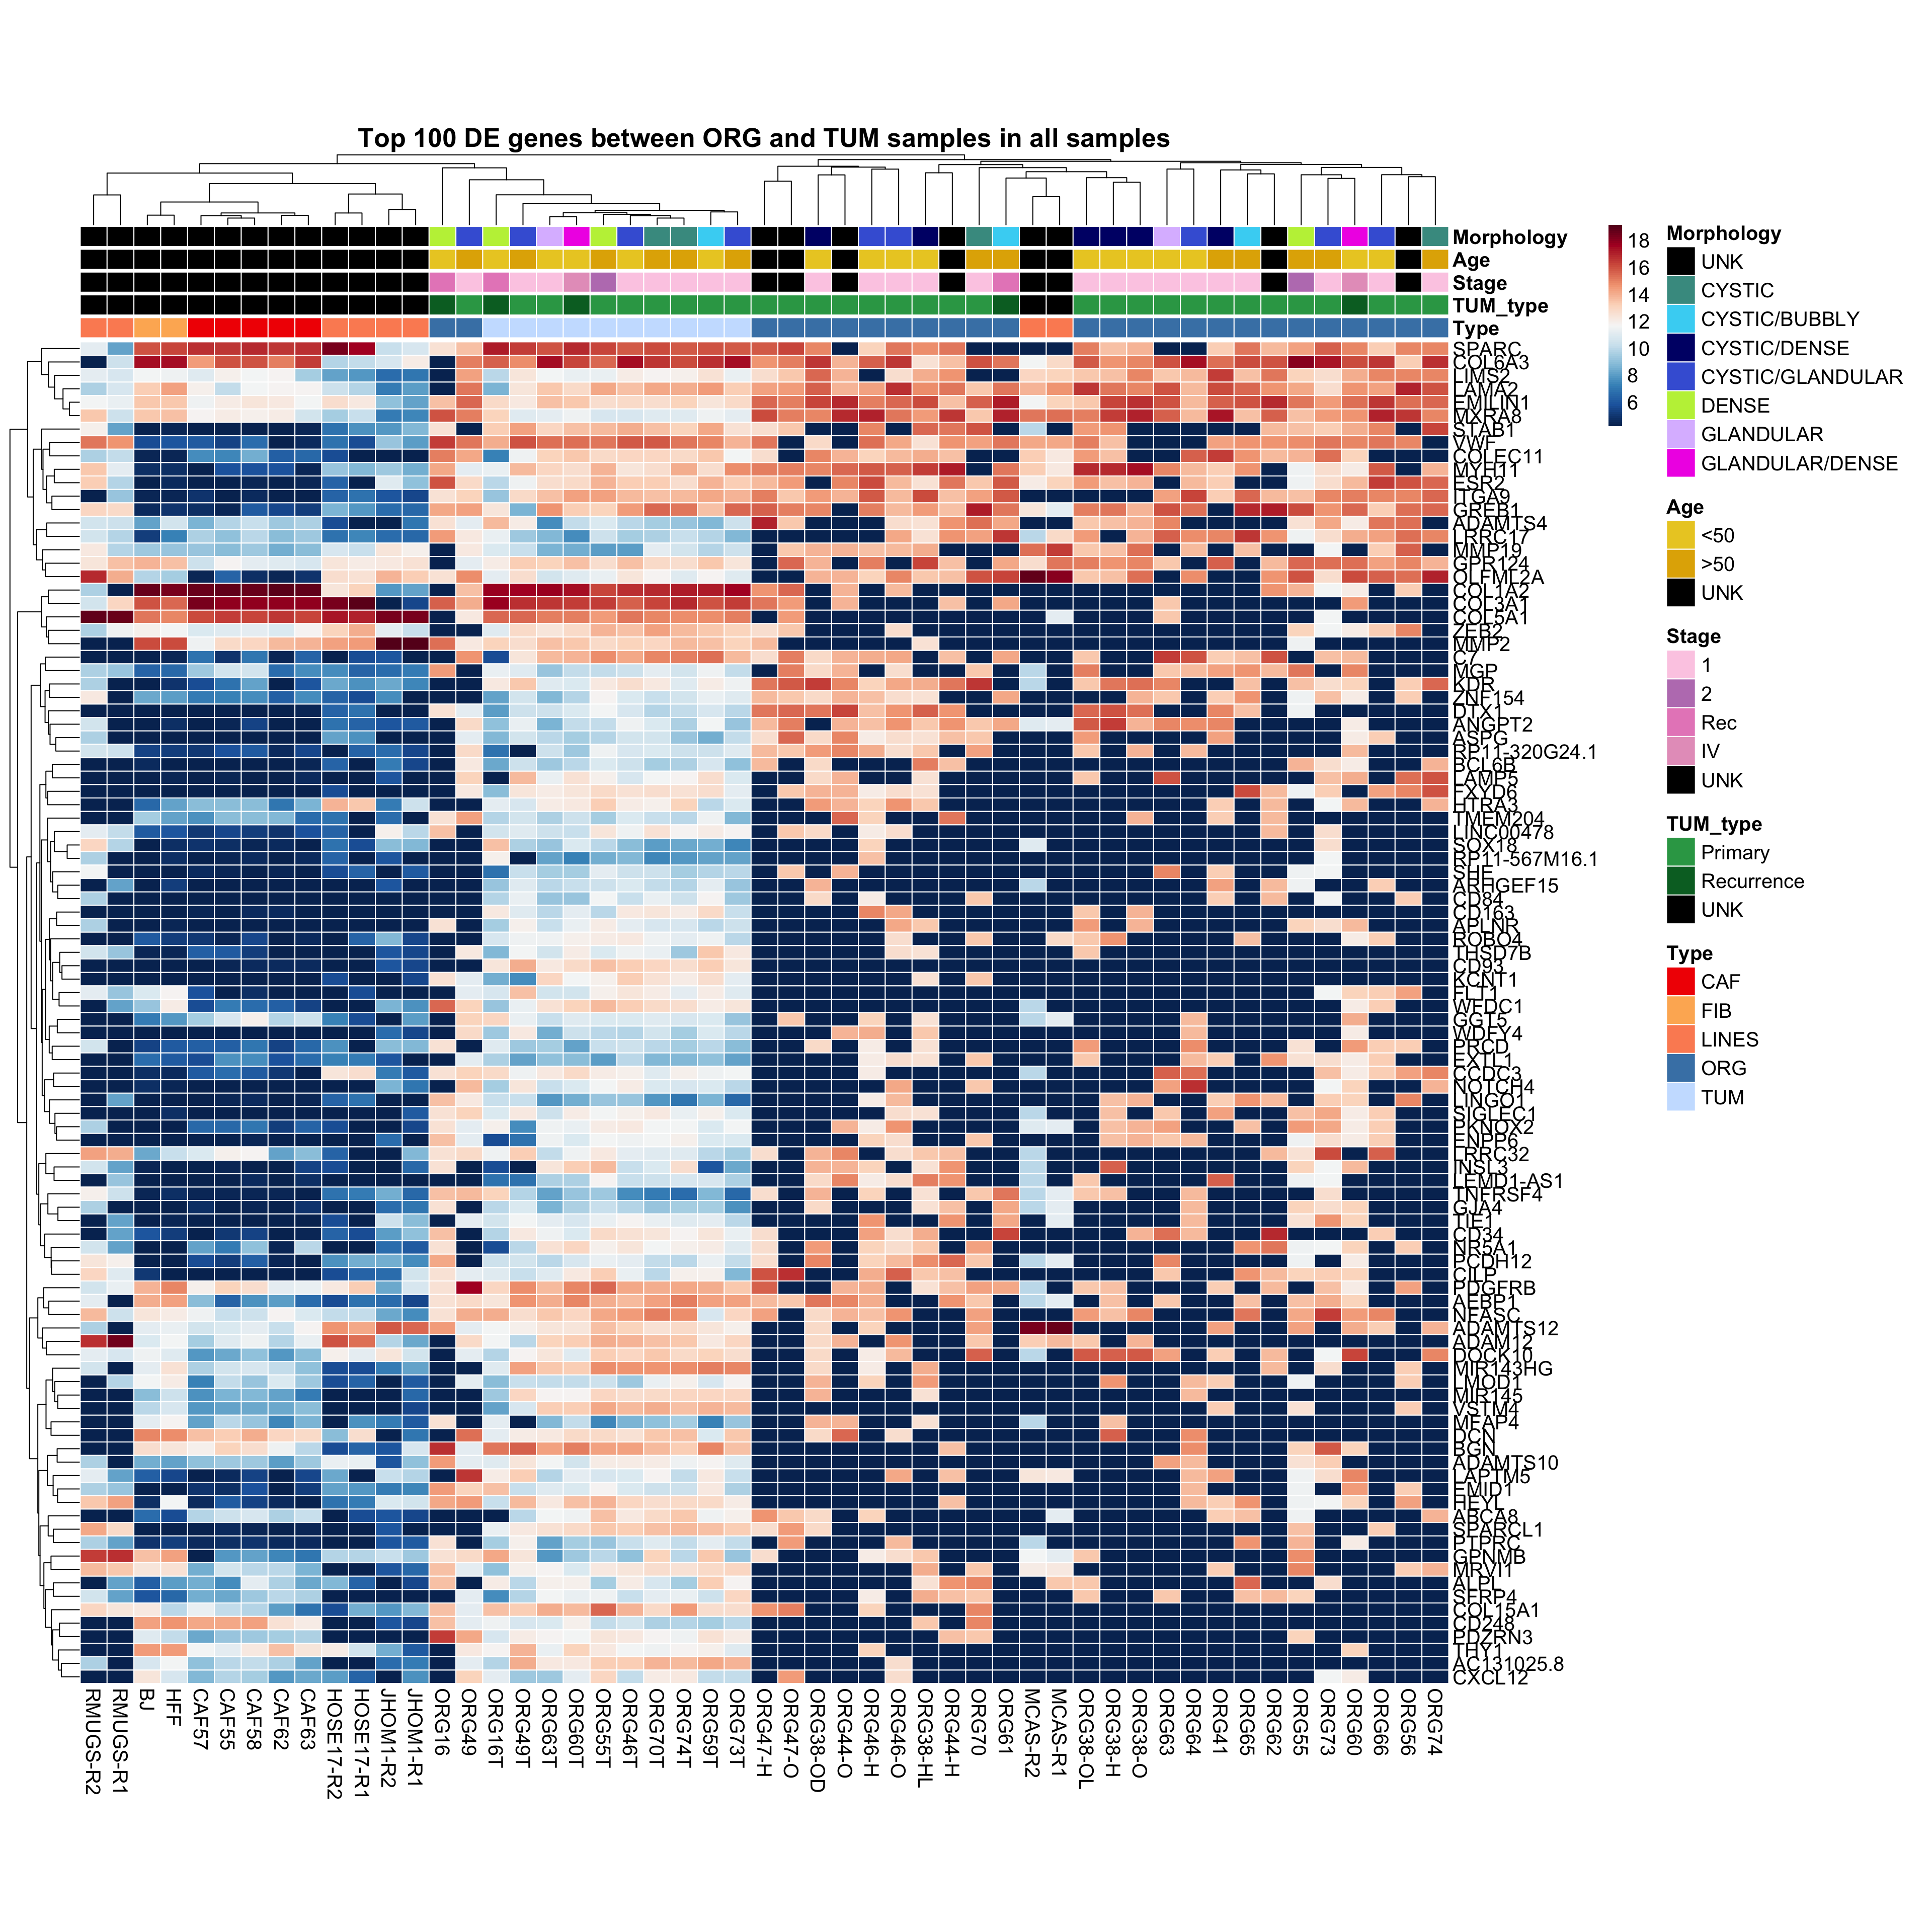 Top 100 DE genes between ORG and TUM samples in all samples
Morphology
Age
Stage
TUM_type
Type
SPARC
COL6A3
LIMS2
LAMA2
EMILIN1
MXRA8
STAB1
VWF
COLEC11
MYH11
ESR2
ITGA9
GREB1
ADAMTS4
LRRC17
MMP19
GPR124
OLFML2A
COL1A2
COL3A1
COL5A1
ZEB2
MMP2
C7
MGP
KDR
ZNF154
DTX1
ANGPT2
ASPG
RP11-320G24.1
BCL6B
LAMP5
FXYD6
HTRA3
TMEM204
LINC00478
SOX18
RP11-567M16.1
SHE
ARHGEF15
CD84
CD163
APLNR
ROBO4
THSD7B
CD93
KCNT1
FLT1
WFDC1
GGT5
WDFY4
PRCD
EXTL1
CCDC3
NOTCH4
LINGO1
SIGLEC1
PKNOX2
ENPP6
LRRC32
INSL3
LEMD1-AS1
TNFRSF4
GJA4
TIE1
CD34
NR5A1
PCDH12
CILP
PDGFRB
AEBP1
NFASC
ADAMTS12
ADAM12
DOCK10
MIR143HG
LMOD1
MIR145
VSTM4
MFAP4
DCN
BGN
ADAMTS10
LAPTM5
EMID1
HEYL
ABCA8
SPARCL1
PTPRC
GPNMB
MRVI1
ALPL
SFRP4
COL15A1
CD248
PDZRN3
THY1
AC131025.8
CXCL12
RMUGS-R2
RMUGS-R1
BJ
HFF
CAF57
CAF55
CAF58
CAF62
CAF63
HOSE17-R2
HOSE17-R1
JHOM1-R2
JHOM1-R1
ORG16
ORG49
ORG16T
ORG49T
ORG63T
ORG60T
ORG55T
ORG46T
ORG70T
ORG74T
ORG59T
ORG73T
ORG47-H
ORG47-O
ORG38-OD
ORG44-O
ORG46-H
ORG46-O
ORG38-HL
ORG44-H
ORG70
ORG61
MCAS-R2
MCAS-R1
ORG38-OL
ORG38-H
ORG38-O
ORG63
ORG64
ORG41
ORG65
ORG62
ORG55
ORG73
ORG60
ORG66
ORG56
ORG74
18
16
14
12
10
8
6
Morphology
UNK
CYSTIC
CYSTIC/BUBBLY
CYSTIC/DENSE
CYSTIC/GLANDULAR
DENSE
GLANDULAR
GLANDULAR/DENSE
Age
<50
>50
UNK
Stage
1
2
Rec
IV
UNK
TUM_type
Primary
Recurrence
UNK
Type
CAF
FIB
LINES
ORG
TUM